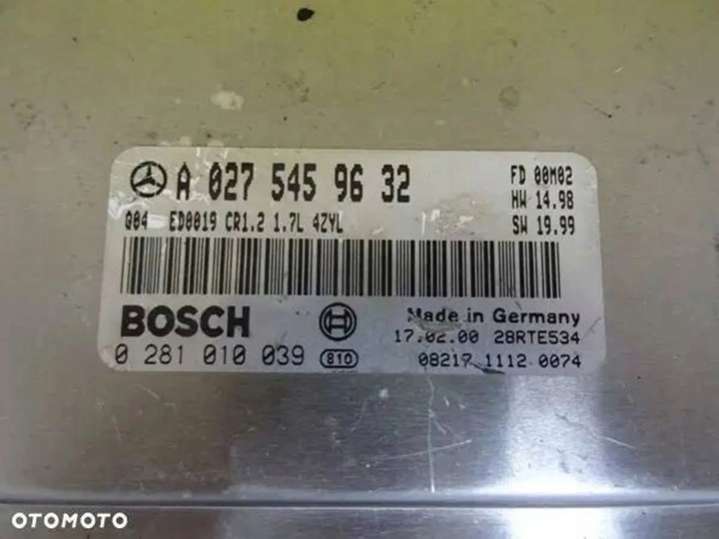 A 027 545 96 32
FD 00M02
HW 14.98
Q04 ED0019 CR1.2 1.7L 4ZYL
SW 19.99
BOSCH
Made in Germany
17.02.00 28RTE534
0 281 010 039 810
08217 1112 0074
OTOMOTO